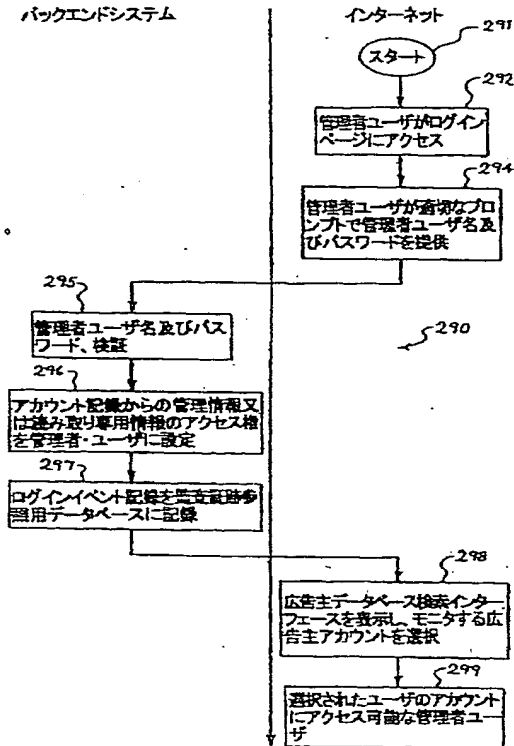 バックエンドシステム
インターネット
291
スタート
292
管理者ユーザがログイン
ページにアクセス
294
管理者ユーザが適切なプロ
ンプトで管理者ユーザ名及
びパスワードを提供
295
管理者ユーザ名及びパス
ワード、検証
290
296
アカウント記録からの管理情報又
は読み取り専用情報のアクセス権
を管理者・ユーザに設定
297
ログインイベント記録を監査証跡参
照用データベースに記録
298
広告主データベース検索インター
フェースを表示し、モニタする広
告主アカウントを選択
299
選択されたユーザのアカウント
にアクセス可能な管理者ユー
ザ